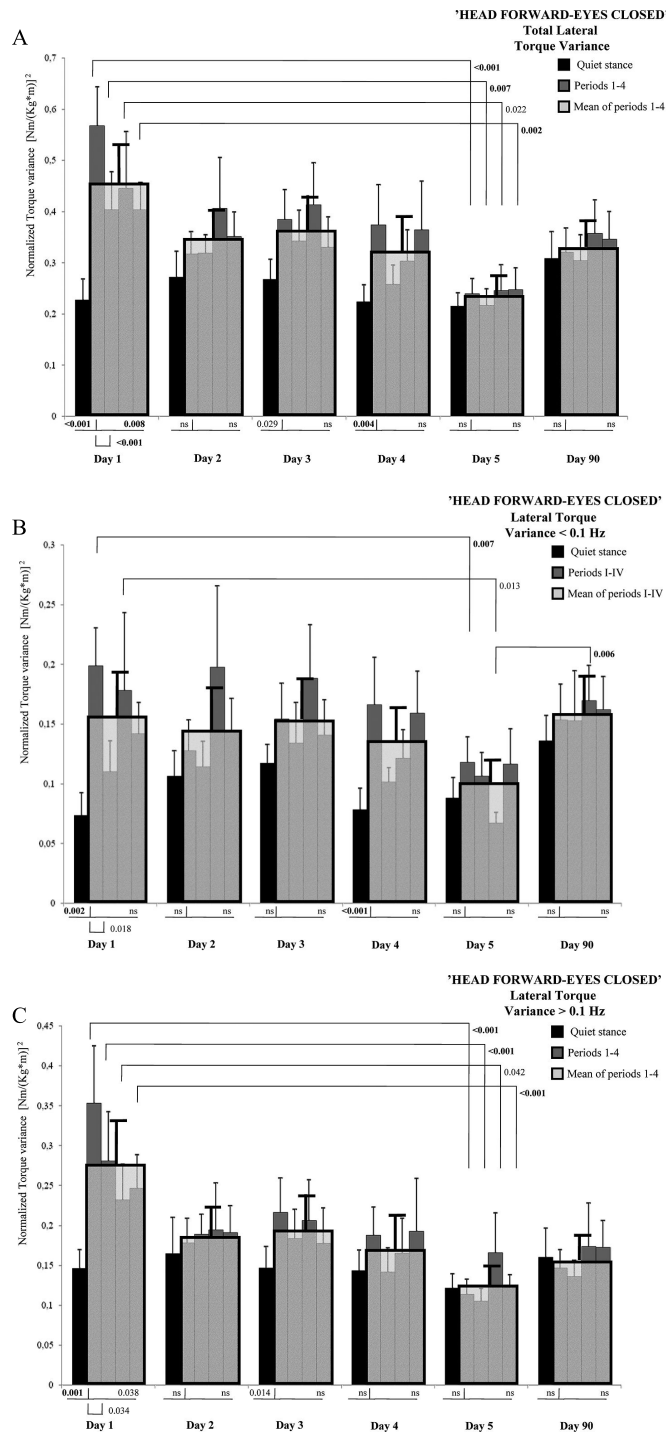 A
'HEAD FORWARD-EYES CLOSED'
Total Lateral
Torque Variance
Quiet stance
Periods 1-4
Mean of periods 1-4
Normalized Torque variance [Nm/(Kg*m)]²
0,7
0,6
0,5
0,4
0,3
0,2
0,1
0
<0.001
0.007
0.022
0.002
<0.001 0.008 ns ns 0.029 ns 0.004 ns ns ns ns ns
<0.001
Day 1 Day 2 Day 3 Day 4 Day 5 Day 90
B
'HEAD FORWARD-EYES CLOSED'
Lateral Torque
Variance < 0.1 Hz
Quiet stance
Periods I-IV
Mean of periods I-IV
Normalized Torque variance [Nm/(Kg*m)]²
0,3
0,25
0,2
0,15
0,1
0,05
0
0.007
0.013
0.006
0.002 ns ns ns ns ns <0.001 ns ns ns ns ns
0.018
Day 1 Day 2 Day 3 Day 4 Day 5 Day 90
C
'HEAD FORWARD-EYES CLOSED'
Lateral Torque
Variance > 0.1 Hz
Quiet stance
Periods 1-4
Mean of periods 1-4
Normalized Torque variance [Nm/(Kg*m)]²
0,45
0,4
0,35
0,3
0,25
0,2
0,15
0,1
0,05
0
<0.001
<0.001
0.042
<0.001
0.001 0.038 ns ns 0.014 ns ns ns ns ns ns ns
0.034
Day 1 Day 2 Day 3 Day 4 Day 5 Day 90